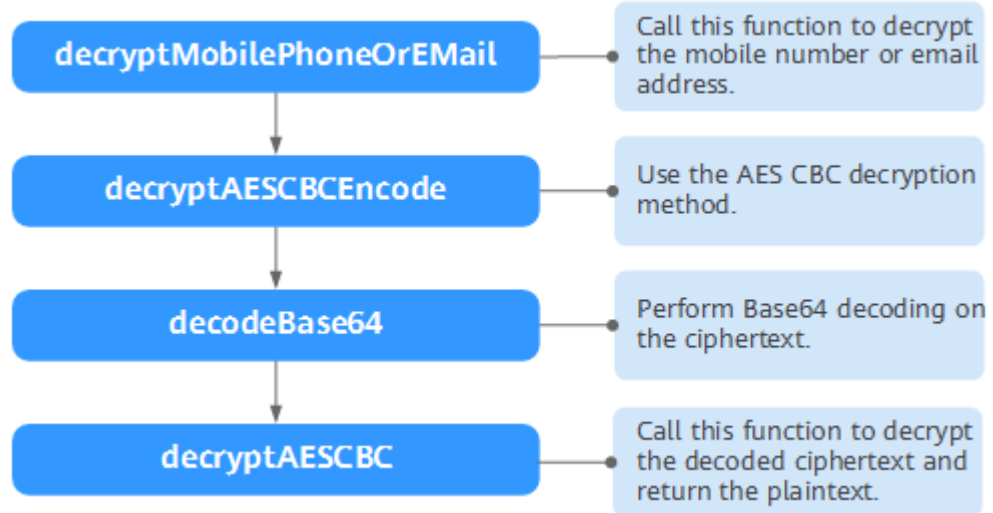 decryptMobilePhoneOrEMail
Call this function to decrypt
the mobile number or email
address.
decryptAESCBCEncode
Use the AES CBC decryption
method.
decodeBase64
Perform Base64 decoding on
the ciphertext.
decryptAESCBC
Call this function to decrypt
the decoded ciphertext and
return the plaintext.